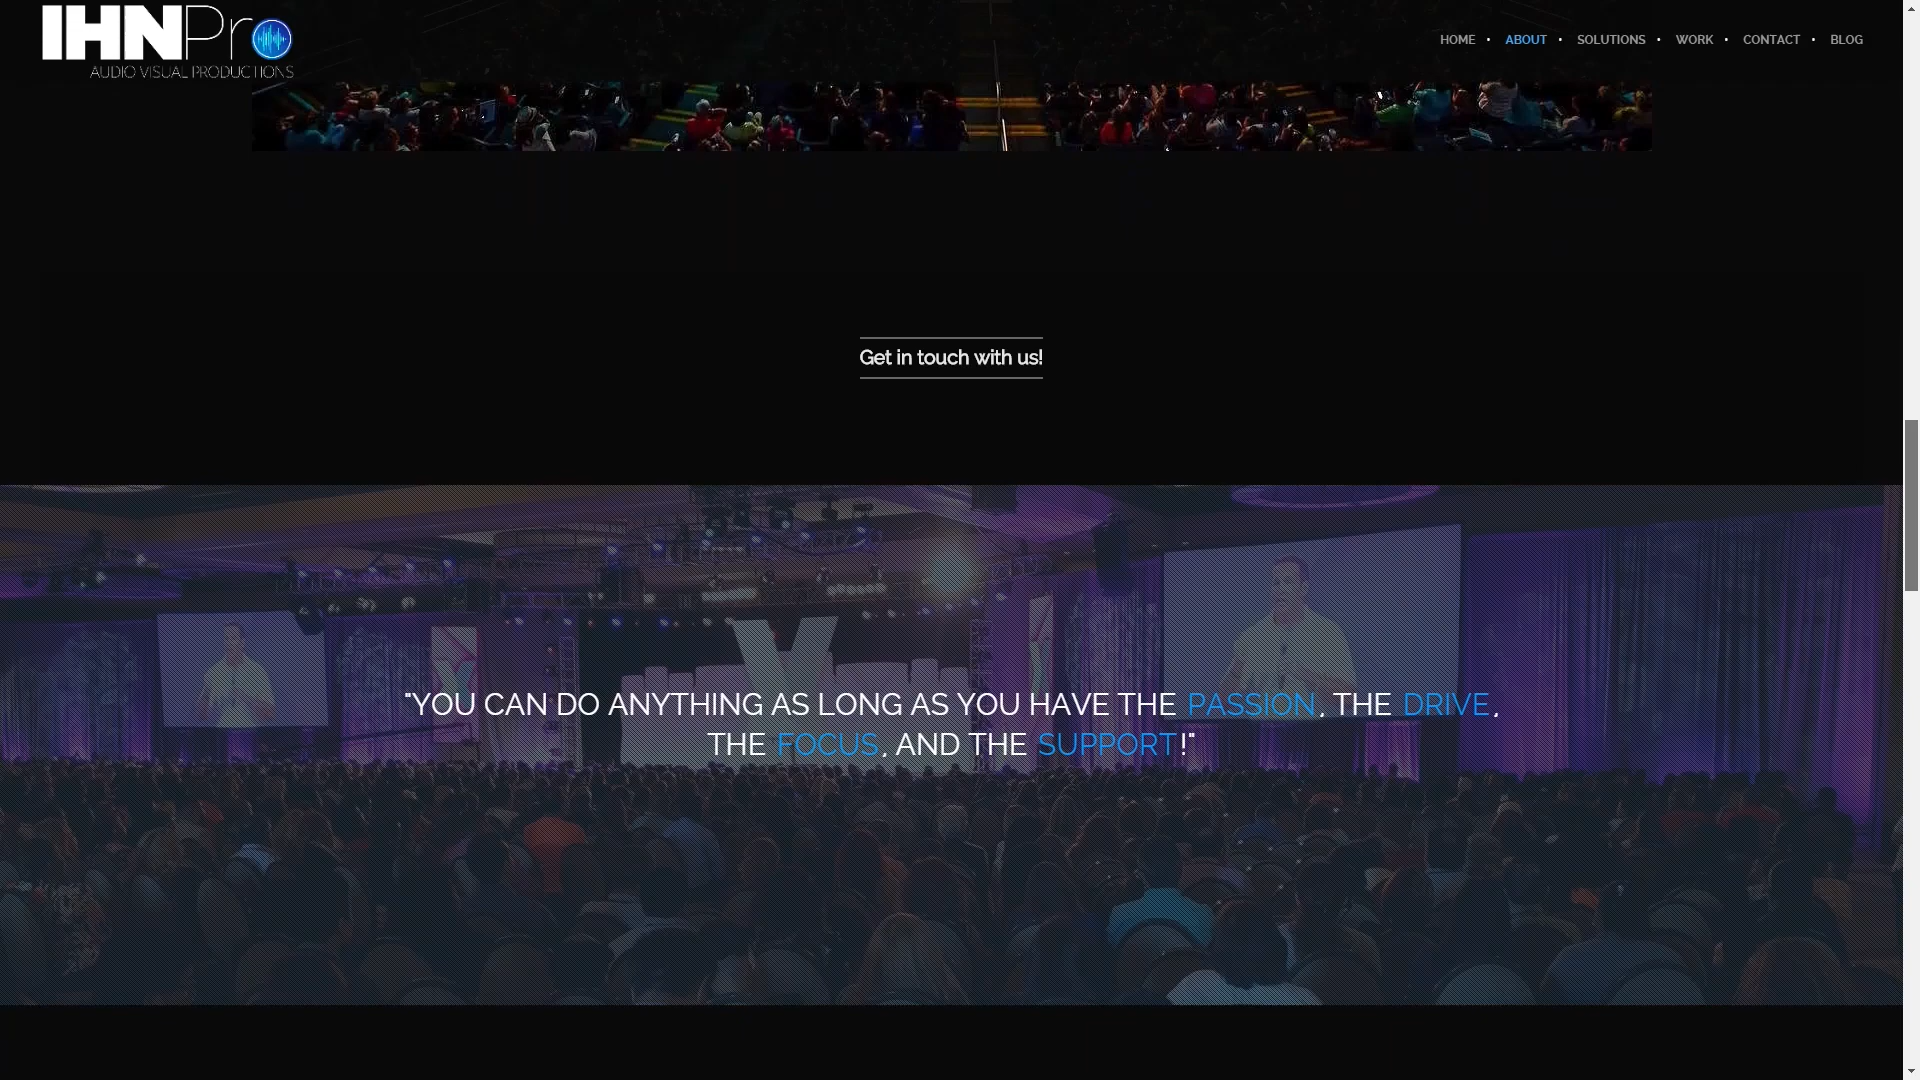 IHNPro
AUDIO VISUAL PRODUCTIONS
HOME • ABOUT • SOLUTIONS • WORK • CONTACT • BLOG
Get in touch with us!
"YOU CAN DO ANYTHING AS LONG AS YOU HAVE THE PASSION, THE DRIVE,
THE FOCUS, AND THE SUPPORT!"